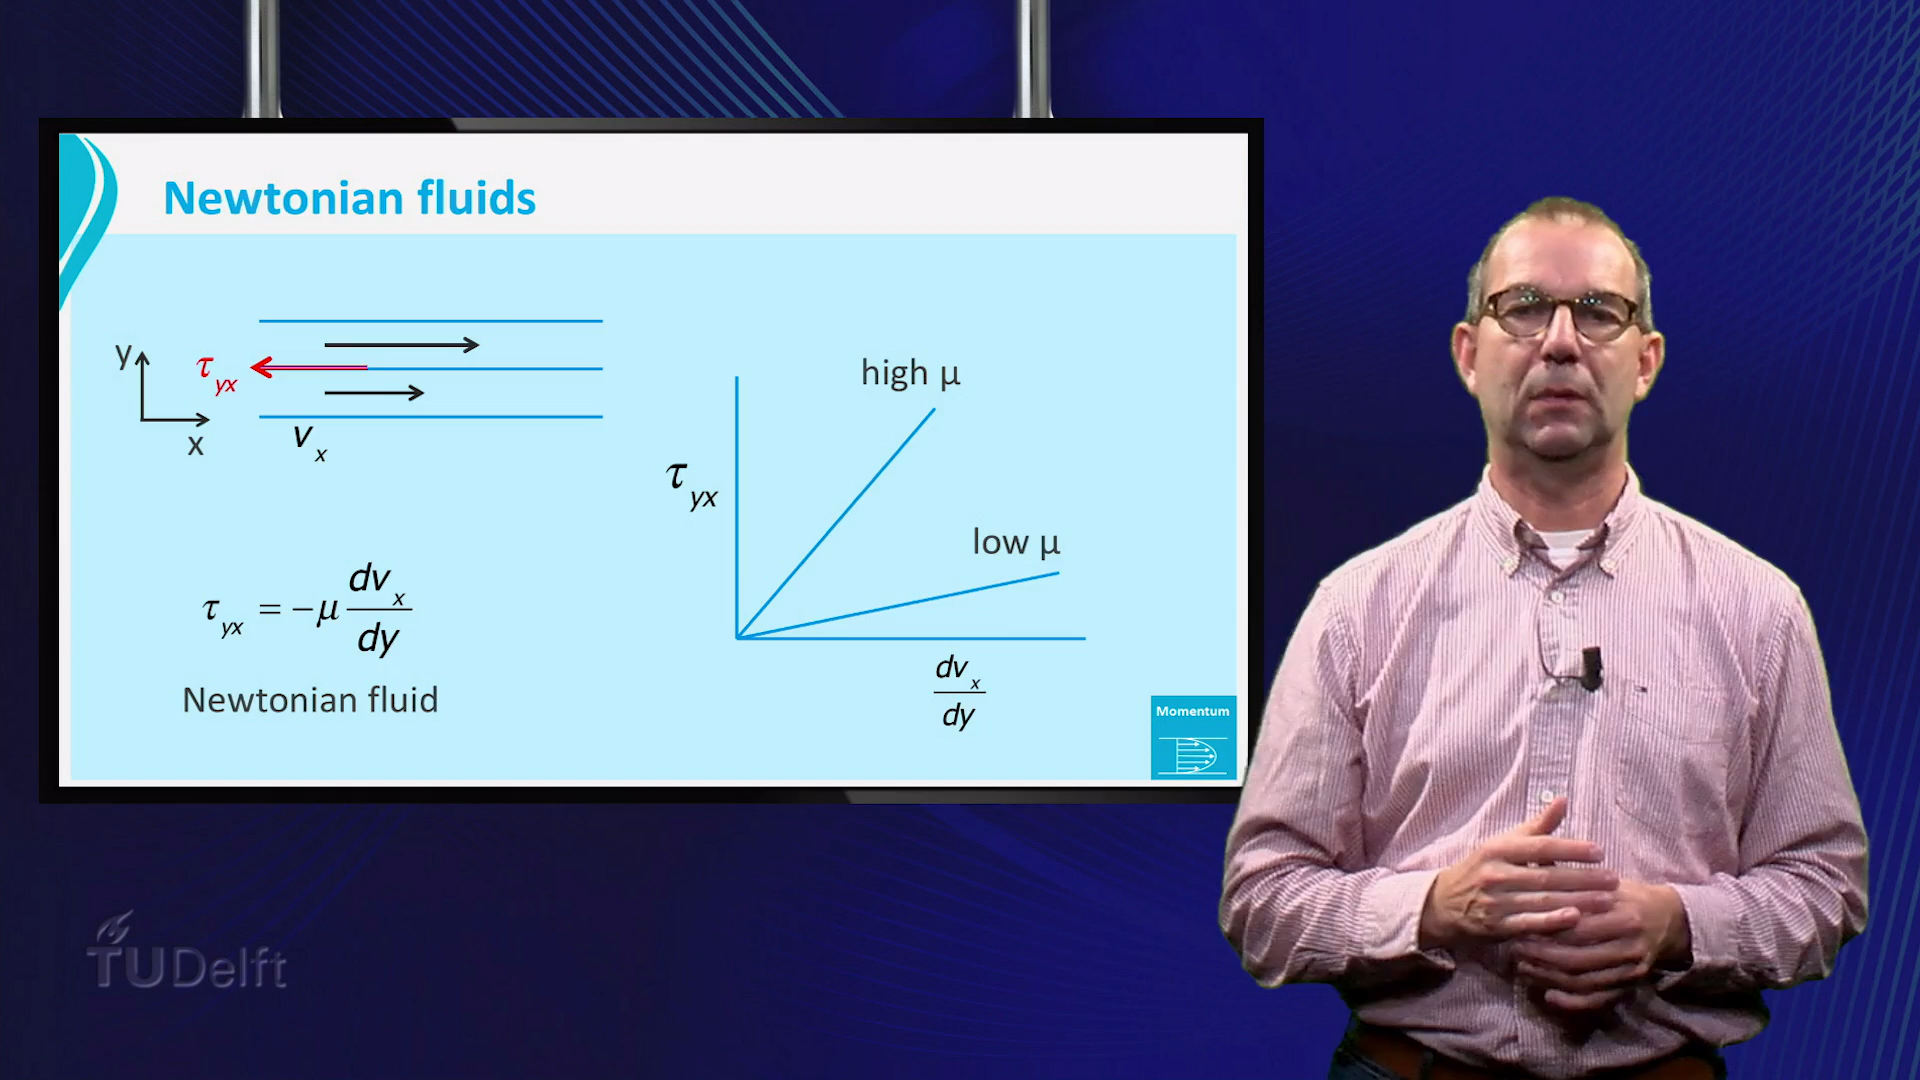 Newtonian fluids
y
τyx
x
vx
high μ
τyx
low μ
τyx = −μ dvx/dy
dvx/dy
Newtonian fluid
Momentum
TUDelft